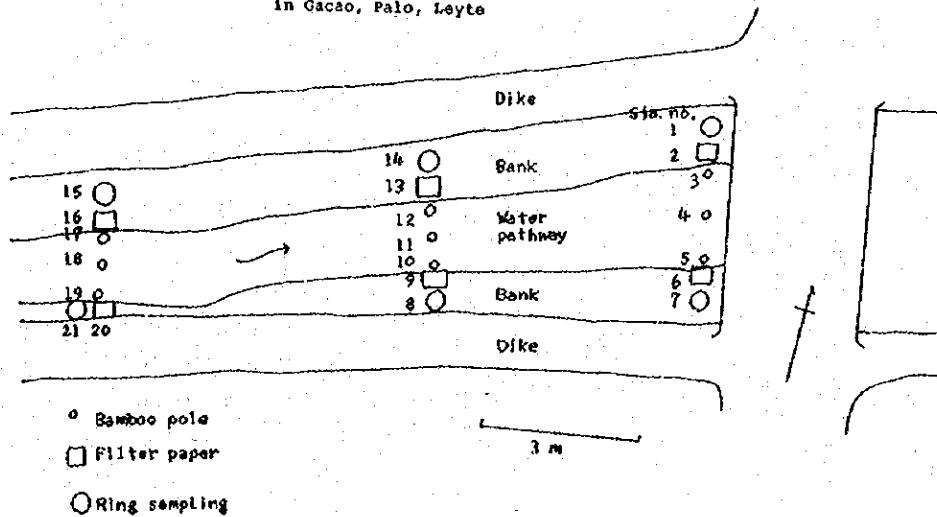 in Gacao, Palo, Leyte
Dike
Sta. no.
1
2
3
4
5
6
7
Bank
Water
pathway
Bank
Dike
14
13
12
11
10
9
8
15
16
17
18
19
21 20
Bamboo pole
Filter paper
Ring sampling
3 m